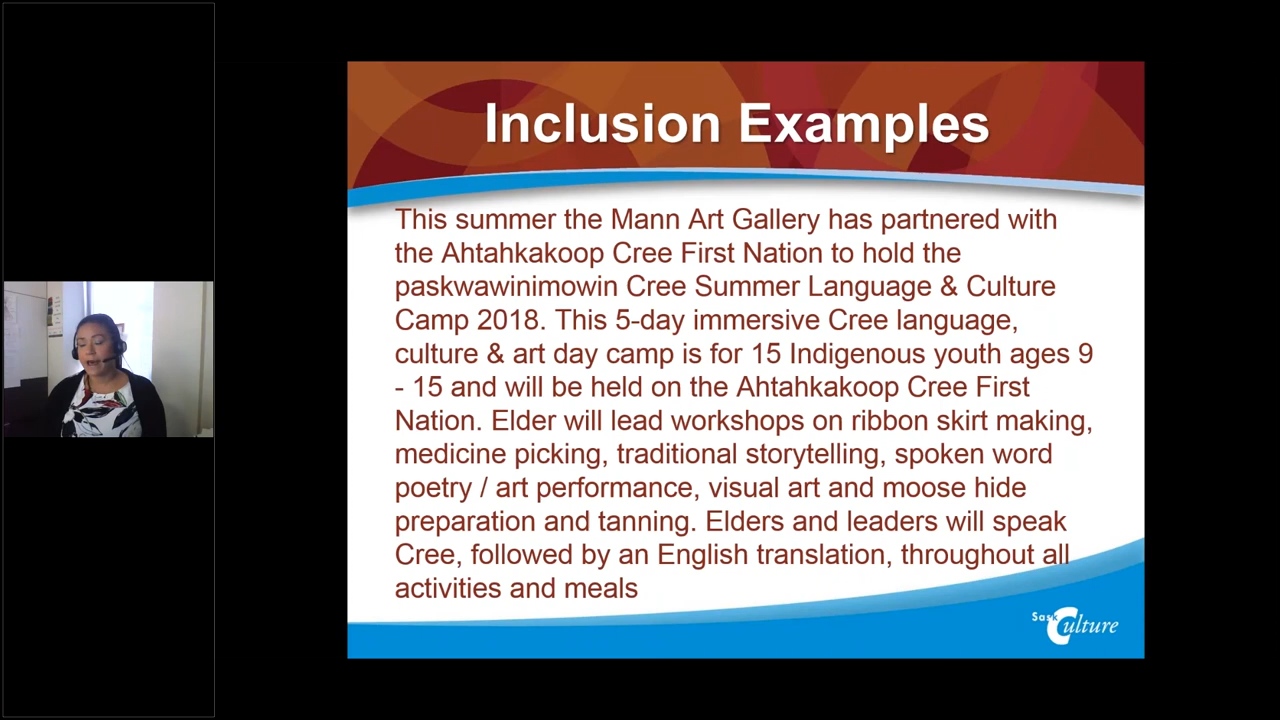 Inclusion Examples
This summer the Mann Art Gallery has partnered with
the Ahtahkakoop Cree First Nation to hold the
paskwawinimowin Cree Summer Language & Culture
Camp 2018. This 5-day immersive Cree language,
culture & art day camp is for 15 Indigenous youth ages 9
- 15 and will be held on the Ahtahkakoop Cree First
Nation. Elder will lead workshops on ribbon skirt making,
medicine picking, traditional storytelling, spoken word
poetry / art performance, visual art and moose hide
preparation and tanning. Elders and leaders will speak
Cree, followed by an English translation, throughout all
activities and meals
Sask Culture